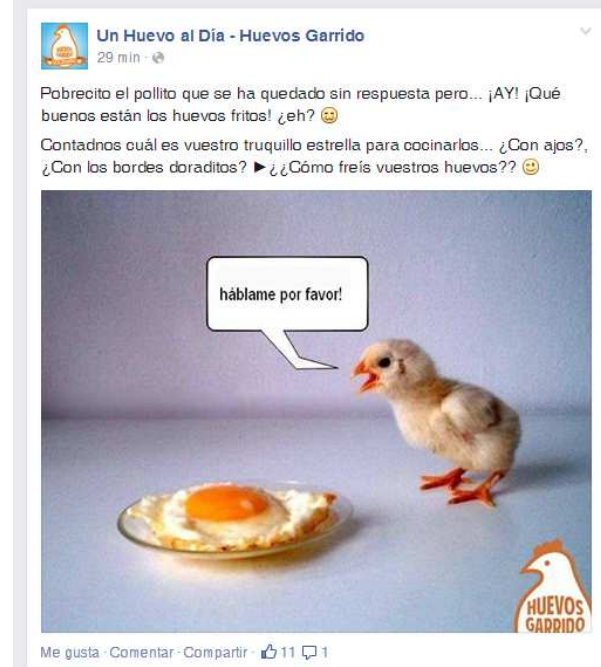 Un Huevo al Día - Huevos Garrido
29 min ·
Pobrecito el pollito que se ha quedado sin respuesta pero... ¡AY! ¡Qué
buenos están los huevos fritos! ¿eh?
Contadnos cuál es vuestro truquillo estrella para cocinarlos... ¿Con ajos?,
¿Con los bordes doraditos? ►¿¿Cómo freís vuestros huevos??
háblame por favor!
HUEVOS
GARRIDO
Me gusta · Comentar · Compartir · 11 1